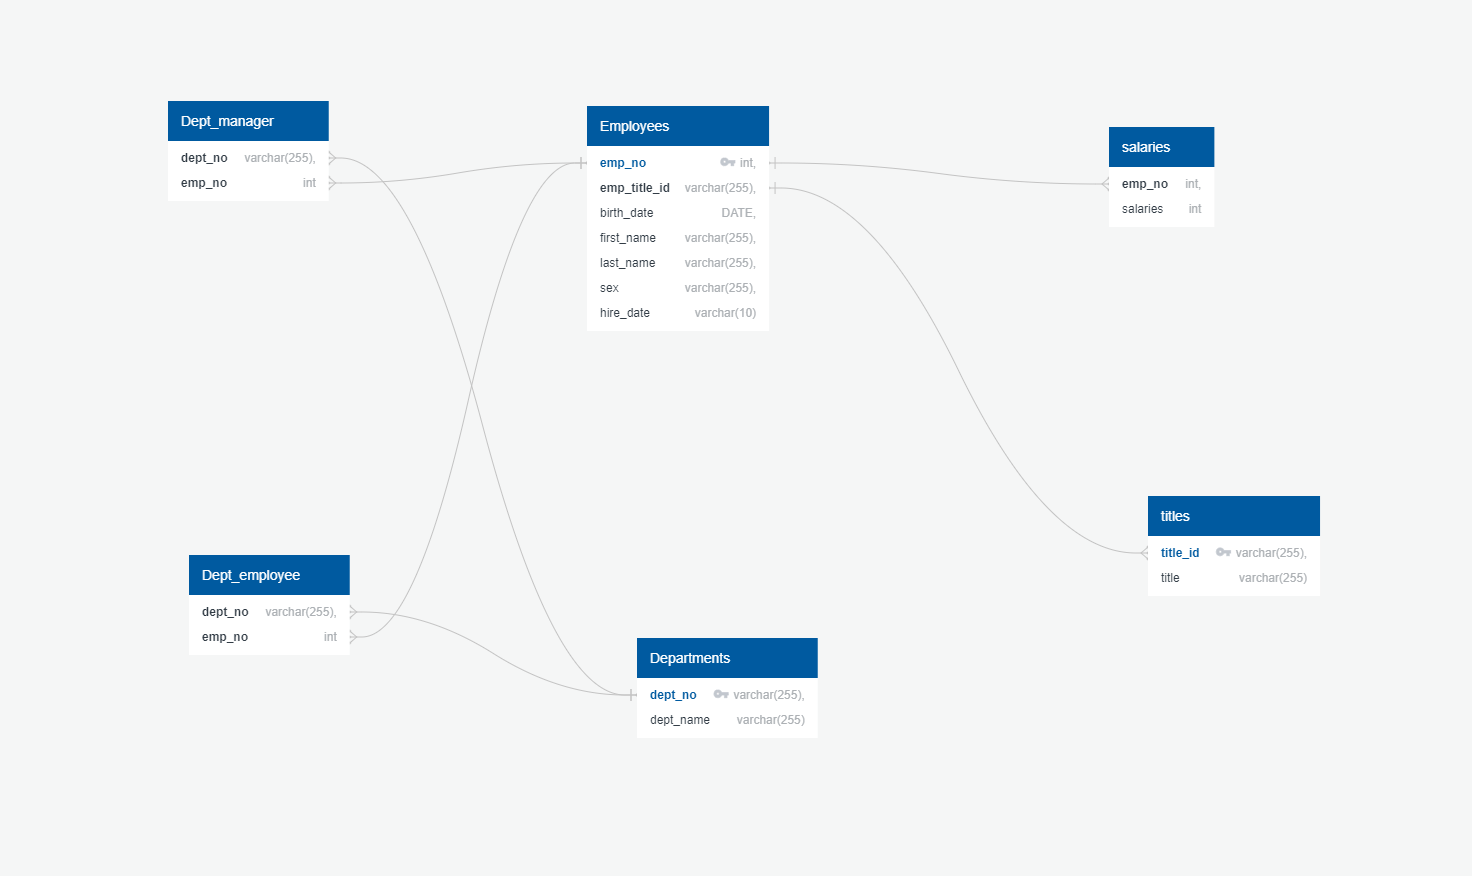 Dept_manager
dept_no varchar(255),
emp_no int
Employees
emp_no int,
emp_title_id varchar(255),
birth_date DATE,
first_name varchar(255),
last_name varchar(255),
sex varchar(255),
hire_date varchar(10)
salaries
emp_no int,
salaries int
titles
title_id varchar(255),
title varchar(255)
Dept_employee
dept_no varchar(255),
emp_no int
Departments
dept_no varchar(255),
dept_name varchar(255)